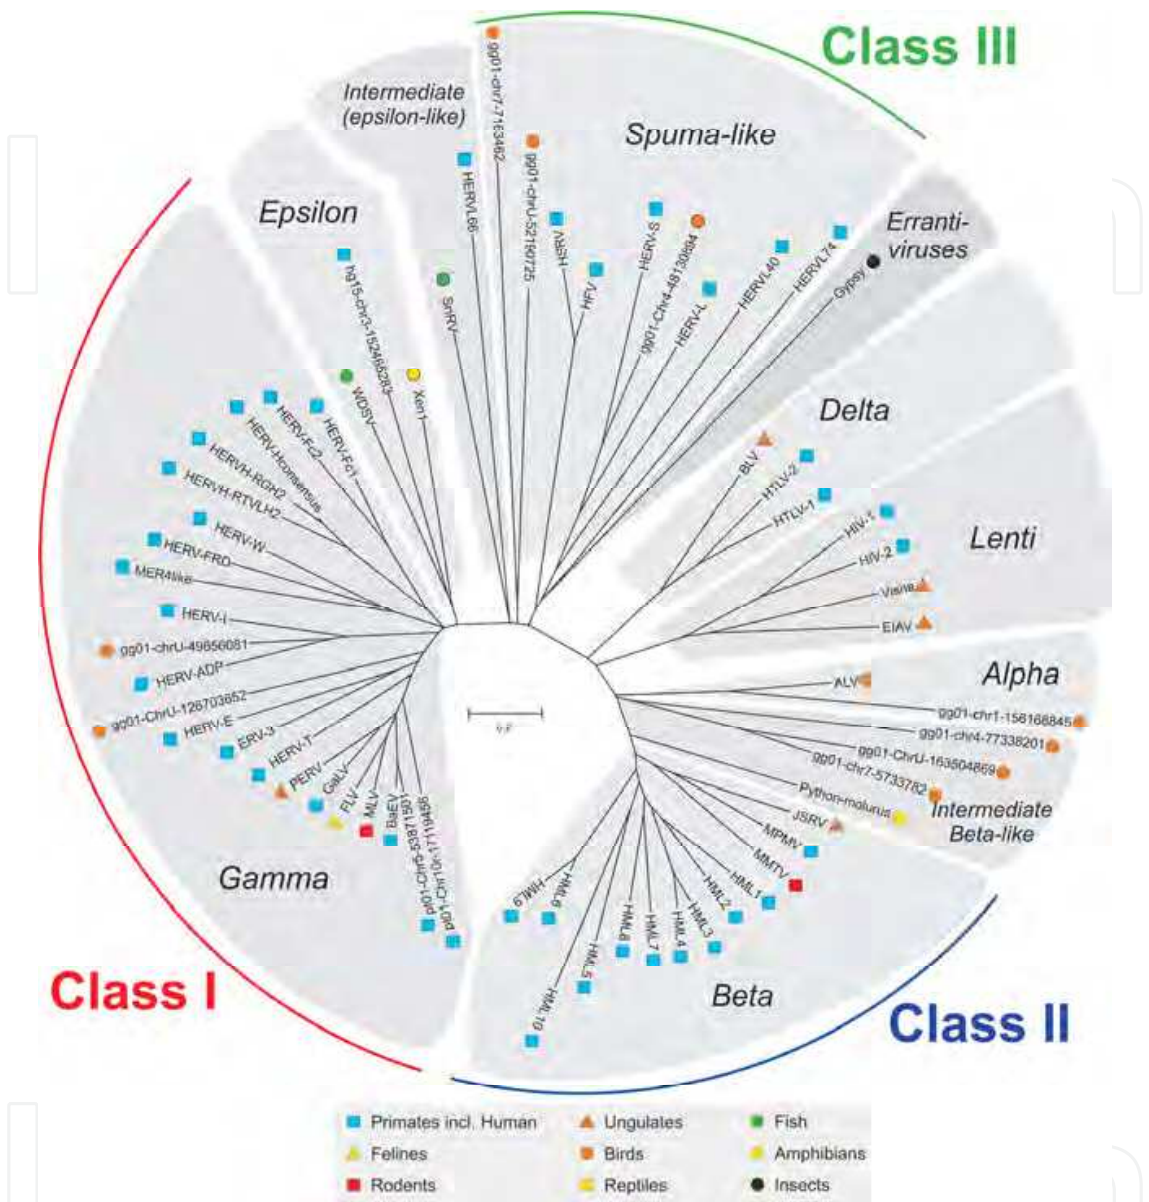 Class III
Intermediate
(epsilon-like)
Spuma-like
Epsilon
Erranti-
viruses
gg01-chr7-7163462
HERVL66
gg01-chrU-52190725
HSRV
HFV
HERV-S
gg01-Chr4-48130894
HERV-L
HERVL40
HERVL74
Gypsy
SnRV
hg15-chr3-152465283
WDSV
Xen1
Delta
BLV
HTLV-2
HTLV-1
Lenti
HIV-1
HIV-2
Visna
EIAV
Alpha
ALV
gg01-chr1-156168845
gg01-chr4-77338201
gg01-ChrU-163504869
gg01-chr7-5733782
Python-molurus
Intermediate
Beta-like
JSRV
MPMV
MMTV
HML1
HML2
HML3
HML4
HML7
HML8
HML5
HML10
HML6
HML9
Beta
Class II
HERV-Fc1
HERV-Fc2
HERV-Hconsensus
HERVH-RGH2
HERVH-RTVLH2
HERV-W
HERV-FRD
MER4like
HERV-I
gg01-chrU-49656081
HERV-ADP
gg01-ChrU-126703652
HERV-E
ERV-3
HERV-T
PERV
GaLV
FLV
MLV
BaEV
Gamma
Class I
Primates incl. Human
Ungulates
Fish
Felines
Birds
Amphibians
Rodents
Reptiles
Insects